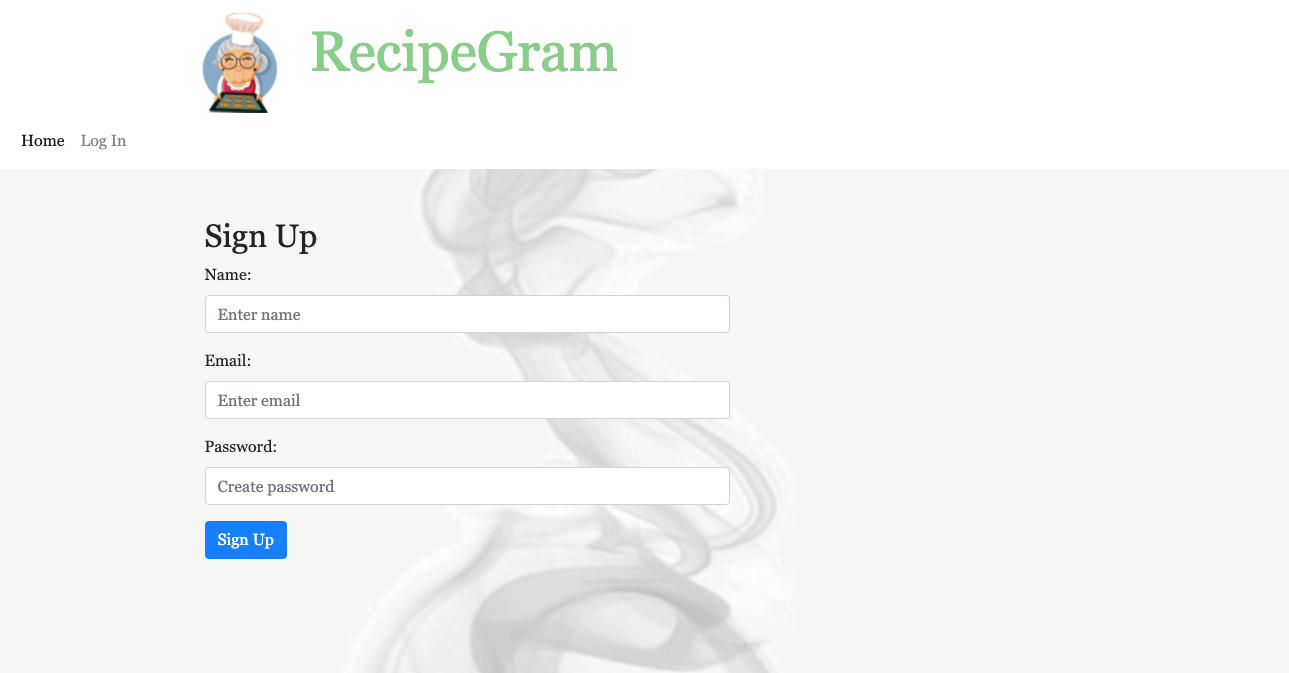 RecipeGram
Home Log In
Sign Up
Name:
Enter name
Email:
Enter email
Password:
Create password
Sign Up